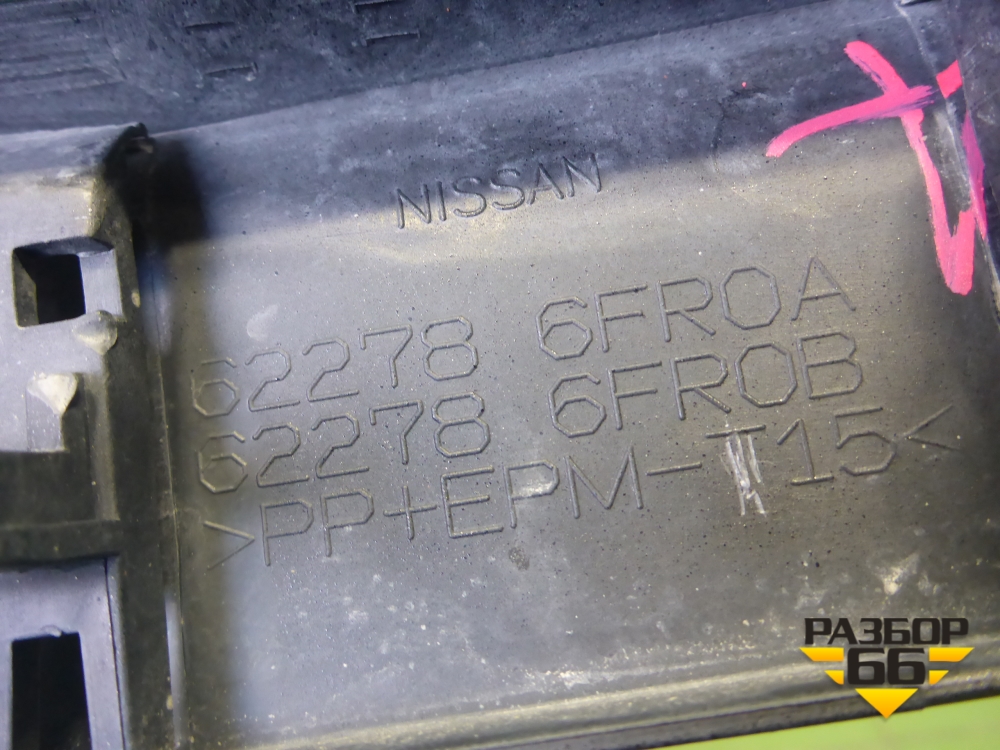 NISSAN
62278 6FR0A
62278 6FR0B
>PP+EPM-T15<
РАЗБОР
66